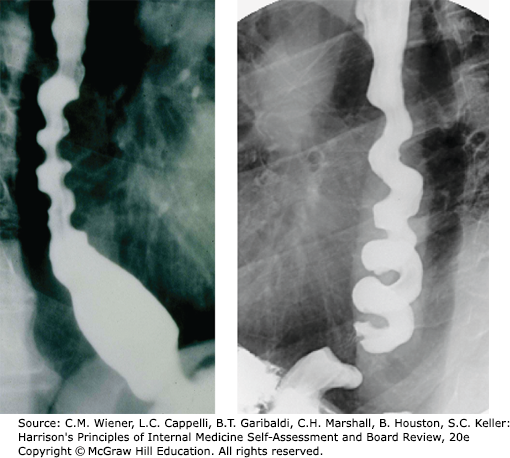 Source: C.M. Wiener, L.C. Cappelli, B.T. Garibaldi, C.H. Marshall, B. Houston, S.C. Keller:
Harrison's Principles of Internal Medicine Self-Assessment and Board Review, 20e
Copyright © McGraw Hill Education. All rights reserved.